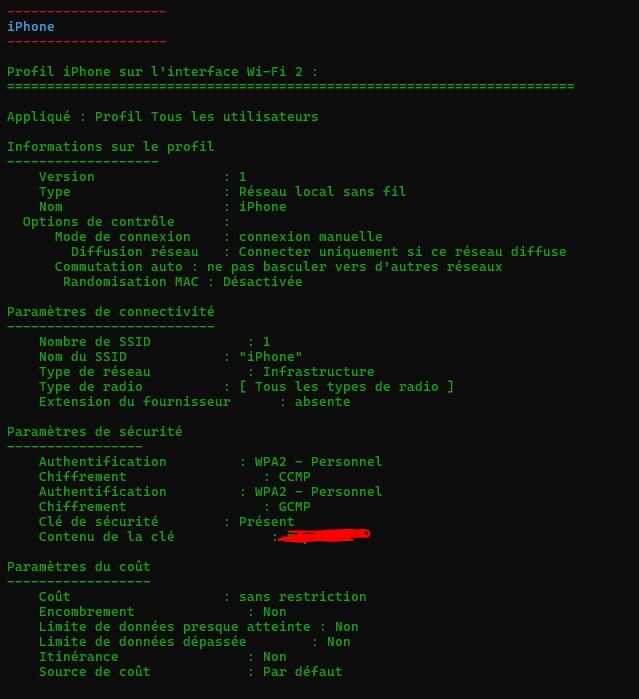 --------------------
iPhone
--------------------
Profil iPhone sur l’interface Wi-Fi 2 :
=======================================================================
Appliqué : Profil Tous les utilisateurs
Informations sur le profil
-------------------
Version : 1
Type : Réseau local sans fil
Nom : iPhone
Options de contrôle :
Mode de connexion : connexion manuelle
Diffusion réseau : Connecter uniquement si ce réseau diffuse
Commutation auto : ne pas basculer vers d’autres réseaux
Randomisation MAC : Désactivée
Paramètres de connectivité
--------------------------
Nombre de SSID : 1
Nom du SSID : "iPhone"
Type de réseau : Infrastructure
Type de radio : [ Tous les types de radio ]
Extension du fournisseur : absente
Paramètres de sécurité
-----------------
Authentification : WPA2 - Personnel
Chiffrement : CCMP
Authentification : WPA2 - Personnel
Chiffrement : GCMP
Clé de sécurité : Présent
Contenu de la clé :
Paramètres du coût
------------------
Coût : sans restriction
Encombrement : Non
Limite de données presque atteinte : Non
Limite de données dépassée : Non
Itinérance : Non
Source de coût : Par défaut